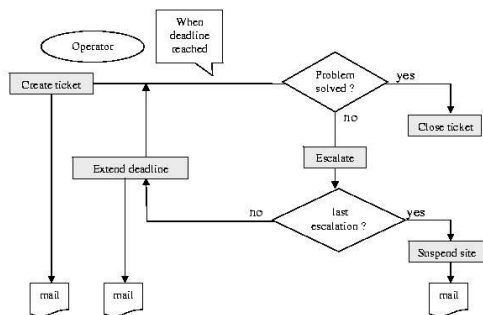 When
deadline
reached
Operator
Create ticket
Problem
solved ?
yes
Close ticket
no
Escalate
Extend deadline
last
escalation ?
no
yes
Suspend site
mail
mail
mail